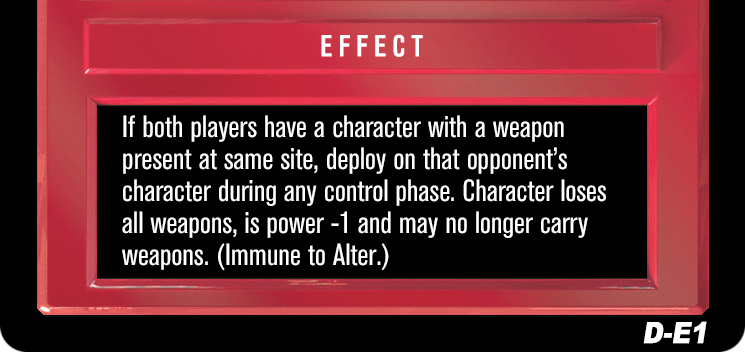 EFFECT
If both players have a character with a weapon
present at same site, deploy on that opponent's
character during any control phase. Character loses
all weapons, is power -1 and may no longer carry
weapons. (Immune to Alter.)
D-E1